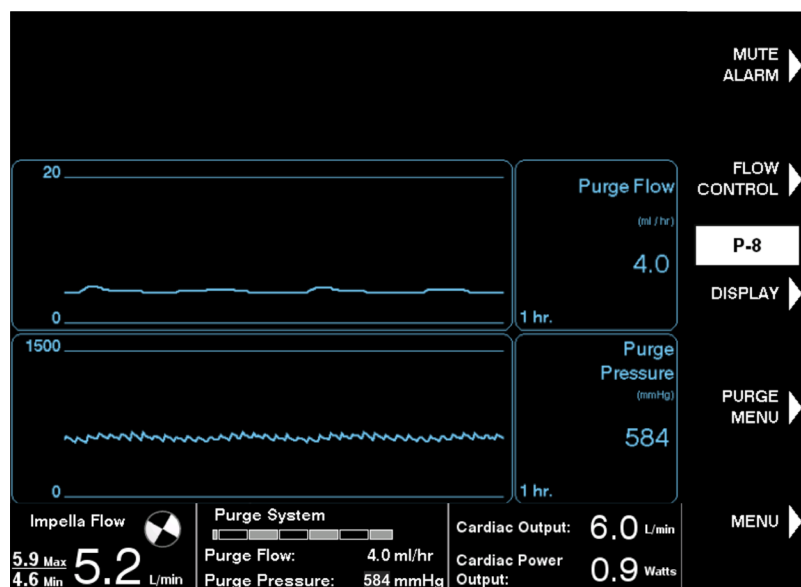 MUTE
ALARM
20
Purge Flow
(ml / hr)
4.0
0
1 hr.
FLOW
CONTROL
P-8
DISPLAY
1500
Purge
Pressure
(mmHg)
584
0
1 hr.
PURGE
MENU
MENU
Impella Flow
5.9 Max
4.6 Min
5.2 L/min
Purge System
Purge Flow: 4.0 ml/hr
Purge Pressure: 584 mmHg
Cardiac Output: 6.0 L/min
Cardiac Power
Output: 0.9 Watts